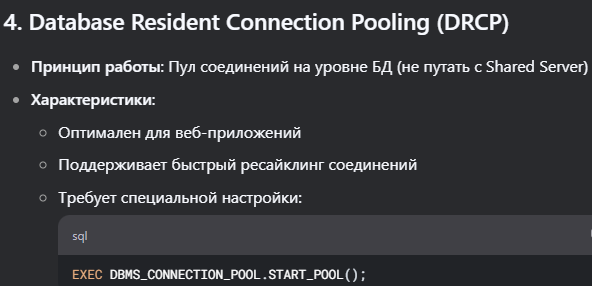 4. Database Resident Connection Pooling (DRCP)
Принцип работы: Пул соединений на уровне БД (не путать с Shared Server)
Характеристики:
Оптимален для веб-приложений
Поддерживает быстрый ресайклинг соединений
Требует специальной настройки:
sql
EXEC DBMS_CONNECTION_POOL.START_POOL();